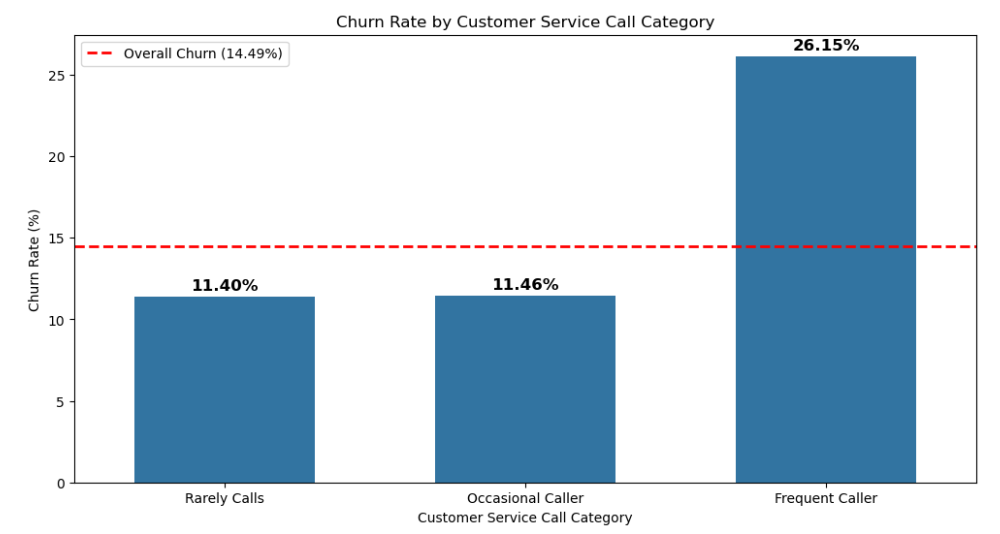 Churn Rate by Customer Service Call Category
Overall Churn (14.49%)
26.15%
11.40%
11.46%
25
20
15
10
5
0
Churn Rate (%)
Rarely Calls
Occasional Caller
Frequent Caller
Customer Service Call Category